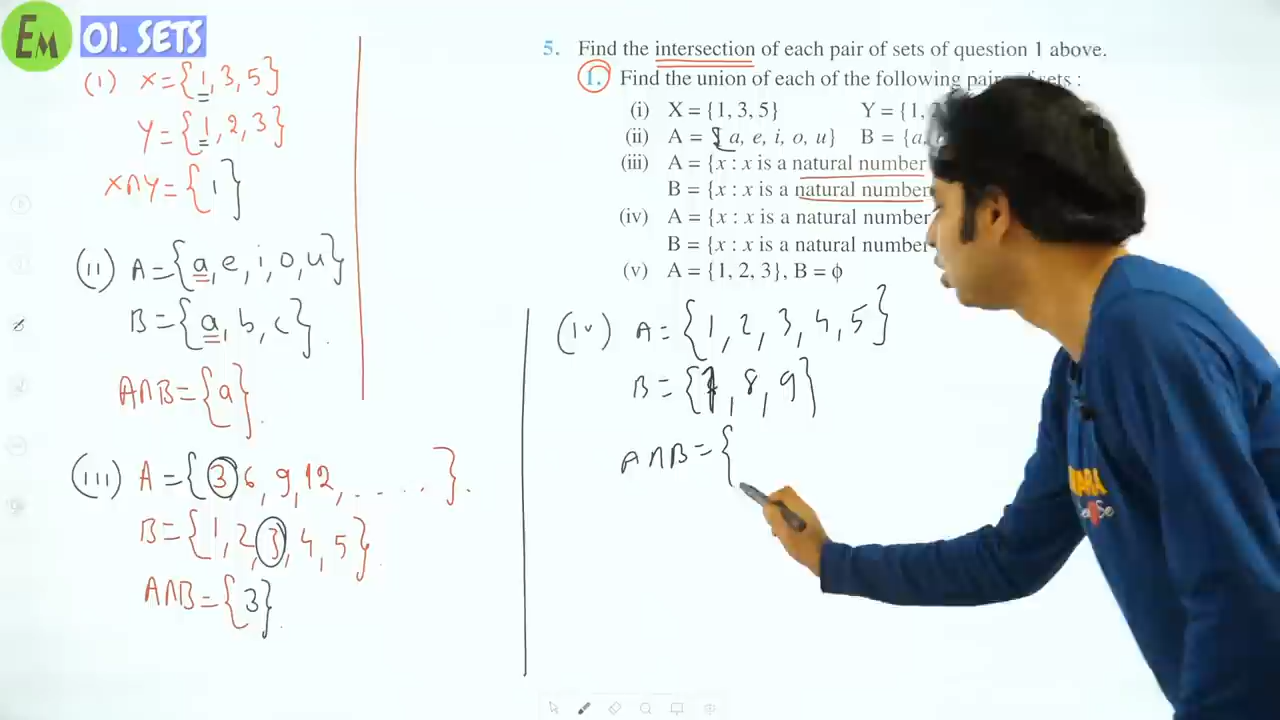 EM 01. SETS
(i) X = {1, 3, 5}
Y = {1, 2, 3}
X∩Y = {1}
(ii) A = {a, e, i, o, u}
B = {a, b, c}.
A∩B = {a}.
(iii) A = {3 6, 9, 12, . . . . }.
B = {1, 2, 3, 4, 5}.
A∩B = {3}.
5. Find the intersection of each pair of sets of question 1 above.
1. Find the union of each of the following pair of sets :
(i) X = {1, 3, 5} Y = {1, 2
(ii) A = [ a, e, i, o, u} B = {a,
(iii) A = {x : x is a natural number
B = {x : x is a natural number
(iv) A = {x : x is a natural number
B = {x : x is a natural number
(v) A = {1, 2, 3}, B = ϕ
(iv) A = {1, 2, 3, 4, 5}
B = {7, 8, 9}
A∩B = {